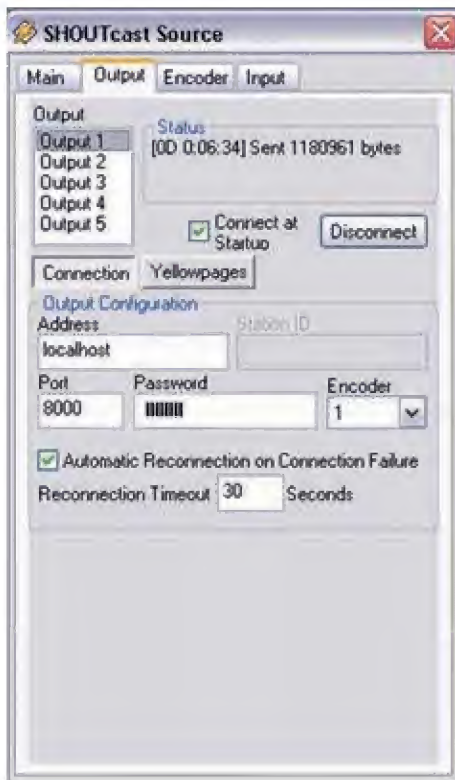 SHOUTcast Source
Main Output Encoder Input
Output
Output 1
Output 2
Output 3
Output 4
Output 5
Status
[0D 0:06:34] Sent 1180961 bytes
Connect at
Startup
Disconnect
Connection Yellowpages
Output Configuration
Address Station ID
localhost
Port Password Encoder
8000 1
Automatic Reconnection on Connection Failure
Reconnection Timeout 30 Seconds